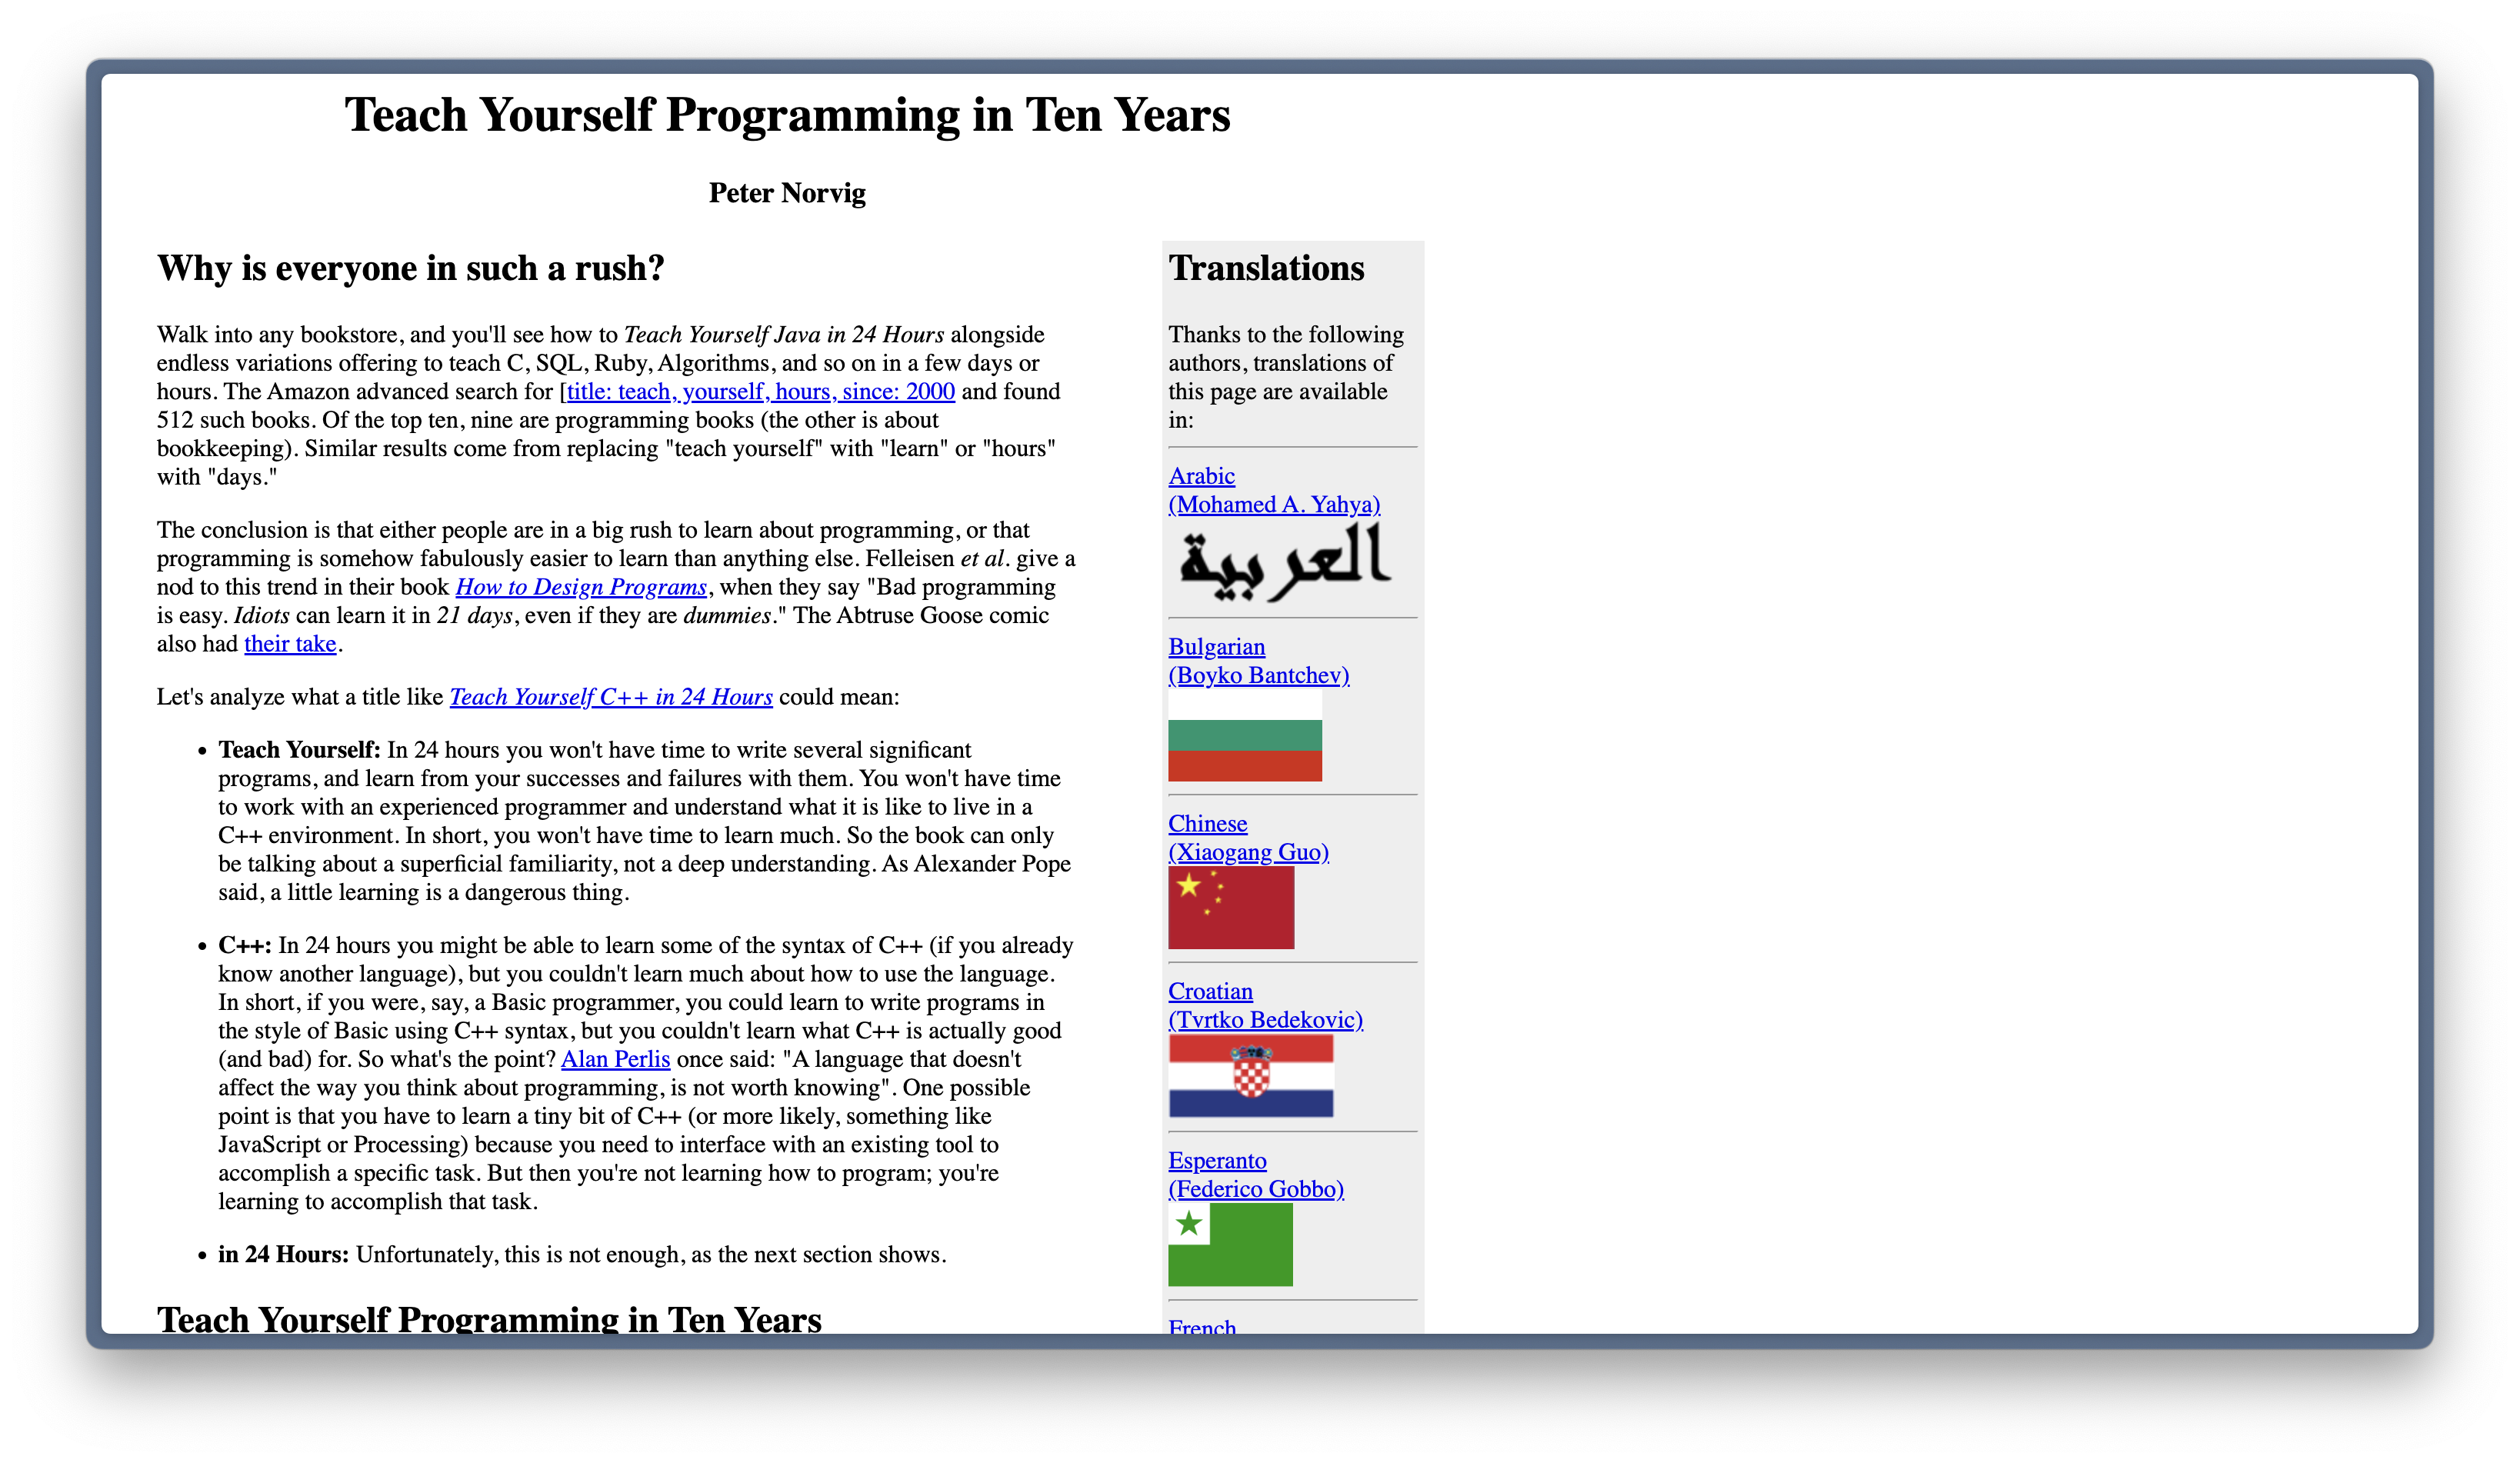 Teach Yourself Programming in Ten Years
Peter Norvig
Why is everyone in such a rush?
Walk into any bookstore, and you'll see how to Teach Yourself Java in 24 Hours alongside
endless variations offering to teach C, SQL, Ruby, Algorithms, and so on in a few days or
hours. The Amazon advanced search for [title: teach, yourself, hours, since: 2000 and found
512 such books. Of the top ten, nine are programming books (the other is about
bookkeeping). Similar results come from replacing "teach yourself" with "learn" or "hours"
with "days."
The conclusion is that either people are in a big rush to learn about programming, or that
programming is somehow fabulously easier to learn than anything else. Felleisen et al. give a
nod to this trend in their book How to Design Programs, when they say "Bad programming
is easy. Idiots can learn it in 21 days, even if they are dummies." The Abtruse Goose comic
also had their take.
Let's analyze what a title like Teach Yourself C++ in 24 Hours could mean:
• Teach Yourself: In 24 hours you won't have time to write several significant
programs, and learn from your successes and failures with them. You won't have time
to work with an experienced programmer and understand what it is like to live in a
C++ environment. In short, you won't have time to learn much. So the book can only
be talking about a superficial familiarity, not a deep understanding. As Alexander Pope
said, a little learning is a dangerous thing.
• C++: In 24 hours you might be able to learn some of the syntax of C++ (if you already
know another language), but you couldn't learn much about how to use the language.
In short, if you were, say, a Basic programmer, you could learn to write programs in
the style of Basic using C++ syntax, but you couldn't learn what C++ is actually good
(and bad) for. So what's the point? Alan Perlis once said: "A language that doesn't
affect the way you think about programming, is not worth knowing". One possible
point is that you have to learn a tiny bit of C++ (or more likely, something like
JavaScript or Processing) because you need to interface with an existing tool to
accomplish a specific task. But then you're not learning how to program; you're
learning to accomplish that task.
• in 24 Hours: Unfortunately, this is not enough, as the next section shows.
Teach Yourself Programming in Ten Years
Translations
Thanks to the following
authors, translations of
this page are available
in:
Arabic
(Mohamed A. Yahya)
العربية
Bulgarian
(Boyko Bantchev)
Chinese
(Xiaogang Guo)
Croatian
(Tvrtko Bedekovic)
Esperanto
(Federico Gobbo)
French